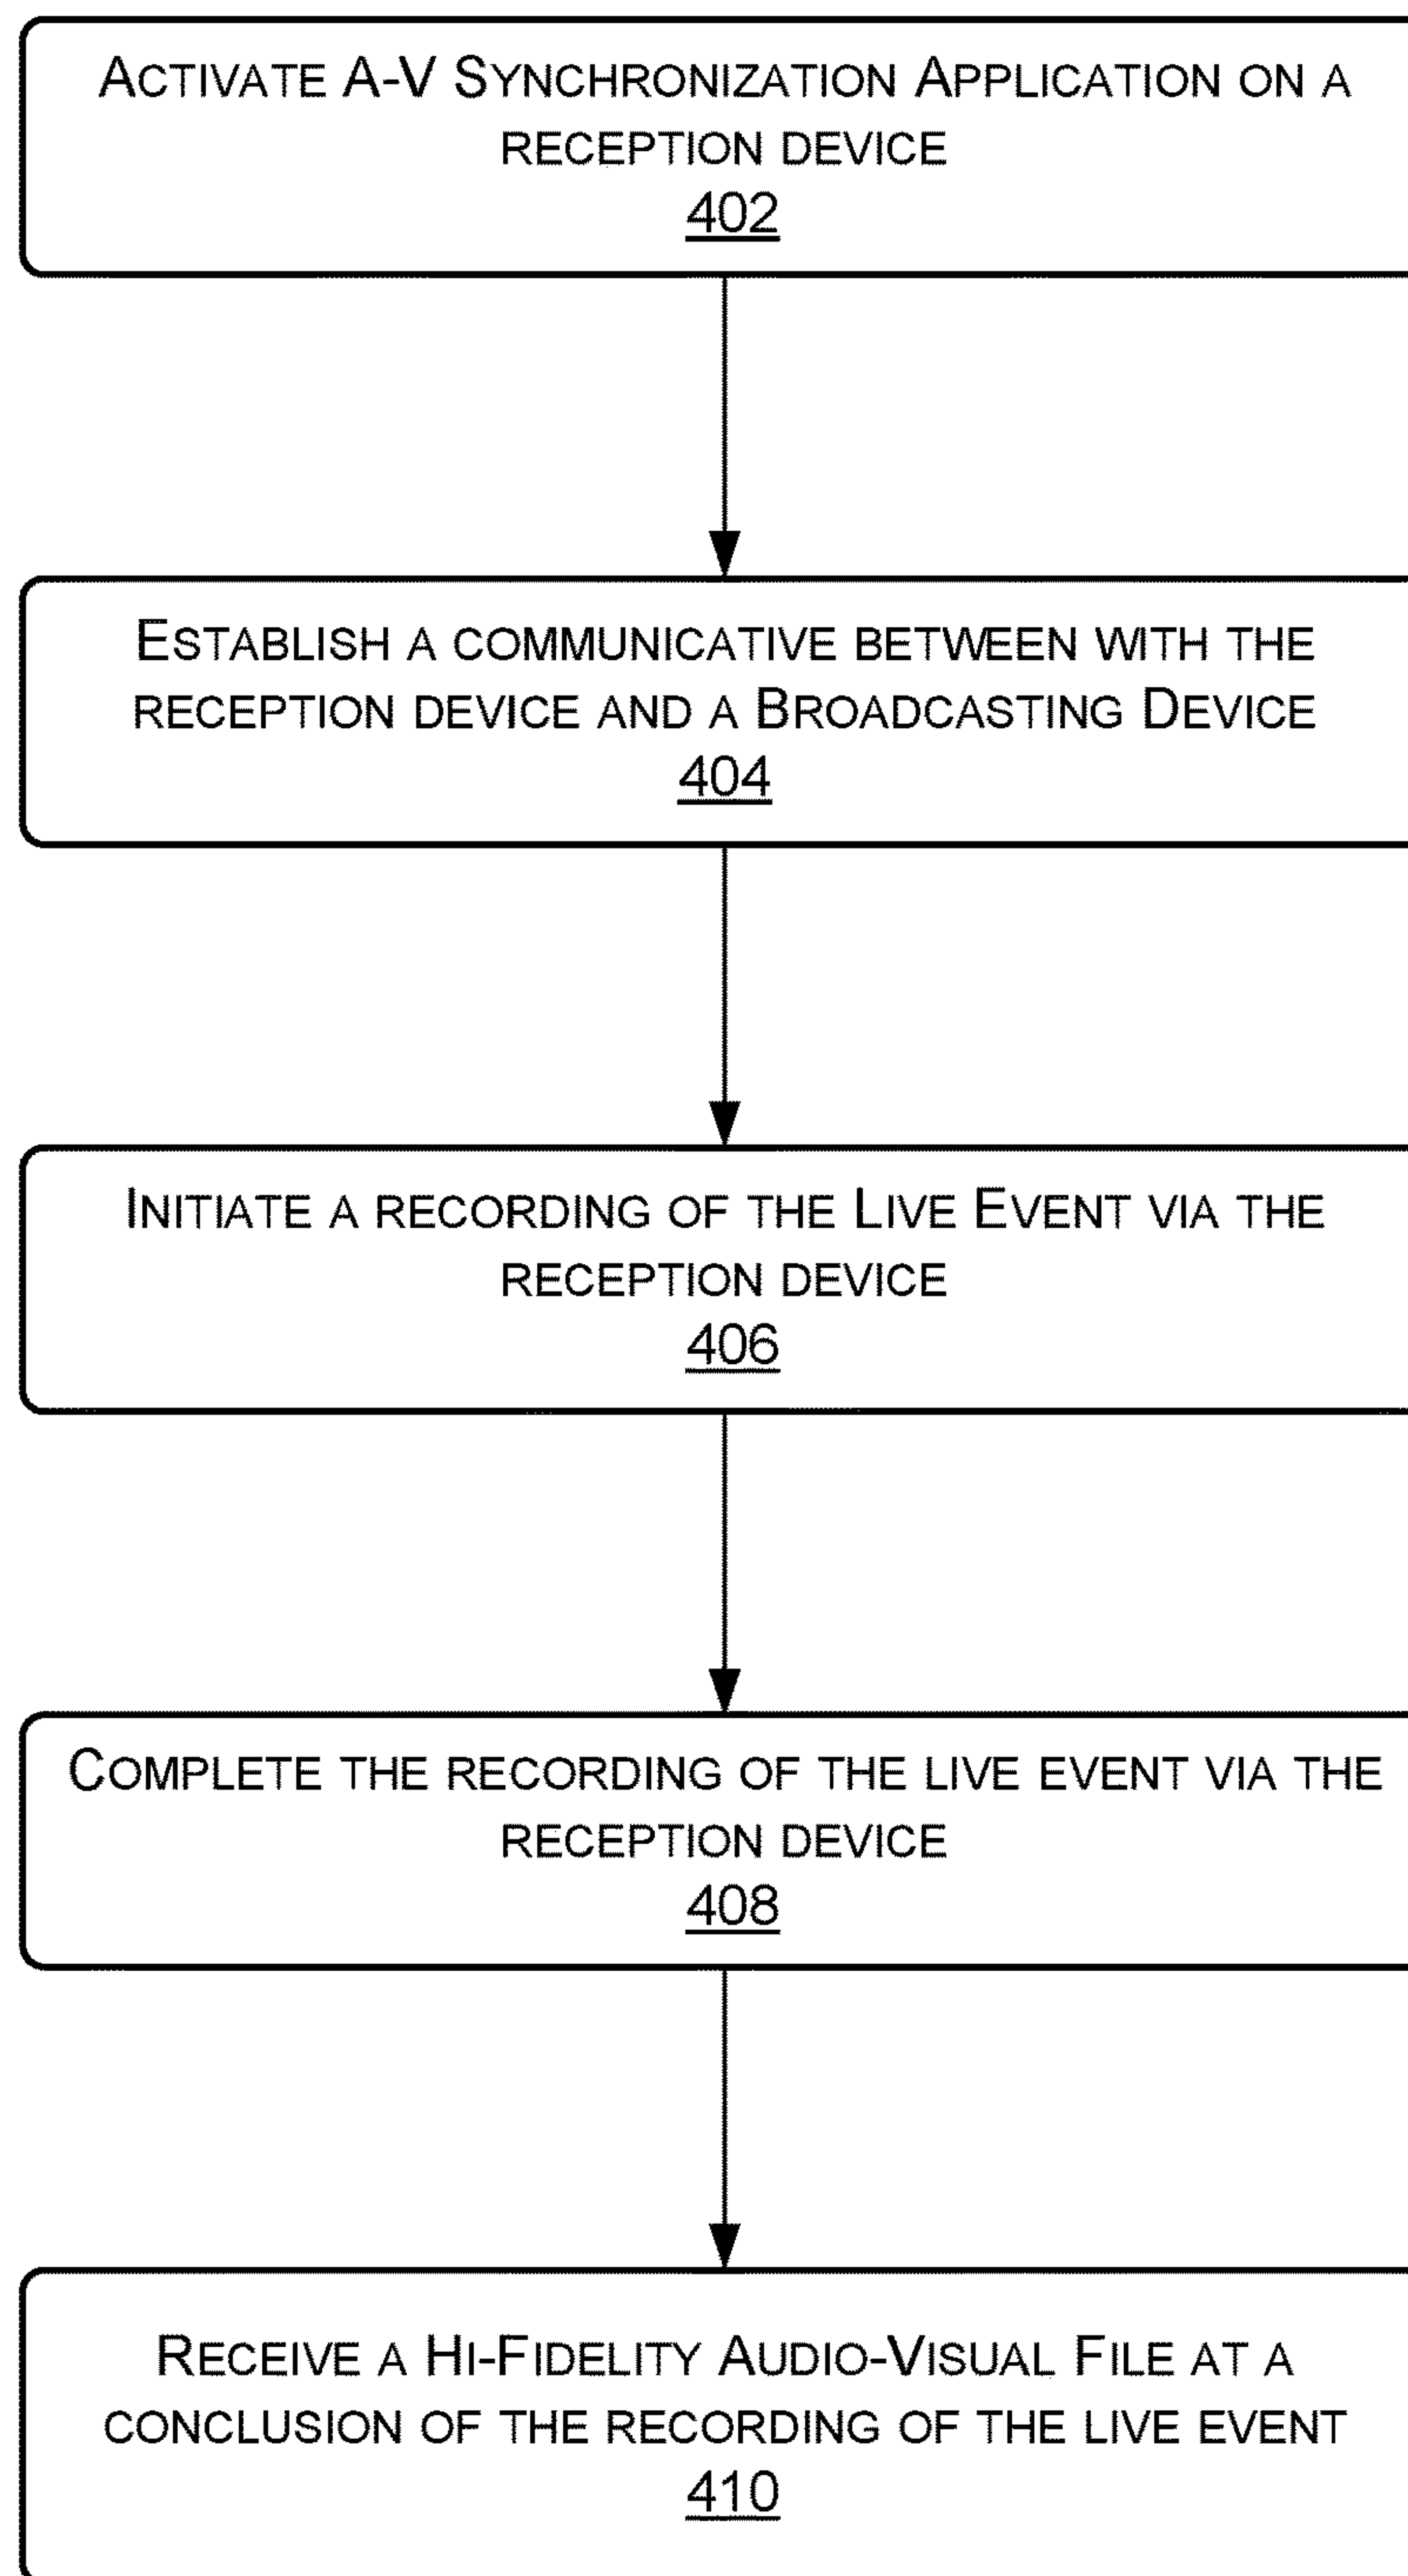 ACTIVATE A-V SYNCHRONIZATION APPLICATION ON A
RECEPTION DEVICE
402
ESTABLISH A COMMUNICATIVE BETWEEN WITH THE
RECEPTION DEVICE AND A BROADCASTING DEVICE
404
INITIATE A RECORDING OF THE LIVE EVENT VIA THE
RECEPTION DEVICE
406
COMPLETE THE RECORDING OF THE LIVE EVENT VIA THE
RECEPTION DEVICE
408
RECEIVE A HI-FIDELITY AUDIO-VISUAL FILE AT A
CONCLUSION OF THE RECORDING OF THE LIVE EVENT
410